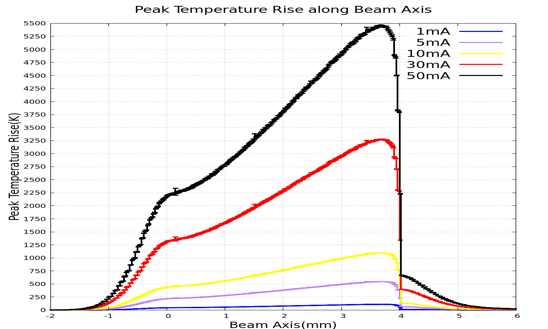 Peak Temperature Rise along Beam Axis
5500
5250
5000
4750
4500
4250
4000
3750
3500
3250
3000
2750
2500
2250
2000
1750
1500
1250
1000
750
500
250
0
Peak Temperature Rise(K)
1mA
5mA
10mA
30mA
50mA
-2 -1 0 1 2 3 4 5 6
Beam Axis(mm)